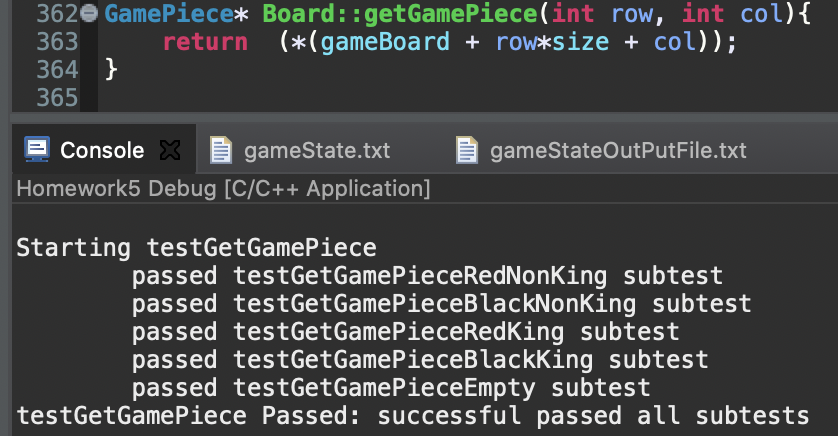 362 GamePiece* Board::getGamePiece(int row, int col){
363     return  (*(gameBoard + row*size + col));
364 }
365
Console gameState.txt gameStateOutPutFile.txt
Homework5 Debug [C/C++ Application]
Starting testGetGamePiece
        passed testGetGamePieceRedNonKing subtest
        passed testGetGamePieceBlackNonKing subtest
        passed testGetGamePieceRedKing subtest
        passed testGetGamePieceBlackKing subtest
        passed testGetGamePieceEmpty subtest
testGetGamePiece Passed: successful passed all subtests